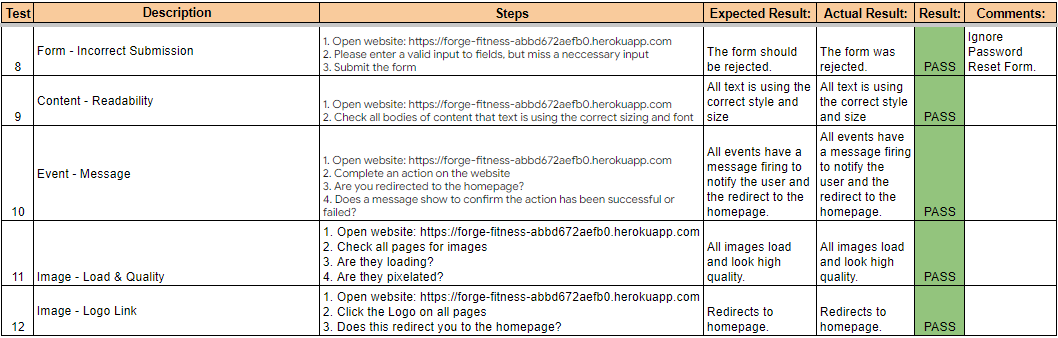 Test Description Steps Expected Result: Actual Result: Result: Comments:
8 Form - Incorrect Submission
1. Open website: https://forge-fitness-abbd672aefb0.herokuapp.com
2. Please enter a valid input to fields, but miss a neccessary input
3. Submit the form
The form should
be rejected.
The form was
rejected.
PASS
Ignore
Password
Reset Form.
9 Content - Readability
1. Open website: https://forge-fitness-abbd672aefb0.herokuapp.com
2. Check all bodies of content that text is using the correct sizing and font
All text is using the
correct style and
size
All text is using
the correct style
and size
PASS
10 Event - Message
1. Open website: https://forge-fitness-abbd672aefb0.herokuapp.com
2. Complete an action on the website
3. Are you redirected to the homepage?
4. Does a message show to confirm the action has been successful or
failed?
All events have a
message firing to
notify the user and
the redirect to the
homepage.
All events have
a message firing
to notify the
user and the
redirect to the
homepage.
PASS
11 Image - Load & Quality
1. Open website: https://forge-fitness-abbd672aefb0.herokuapp.com
2. Check all pages for images
3. Are they loading?
4. Are they pixelated?
All images load
and look high
quality.
All images load
and look high
quality.
PASS
12 Image - Logo Link
1. Open website: https://forge-fitness-abbd672aefb0.herokuapp.com
2. Click the Logo on all pages
3. Does this redirect you to the homepage?
Redirects to
homepage.
Redirects to
homepage.
PASS